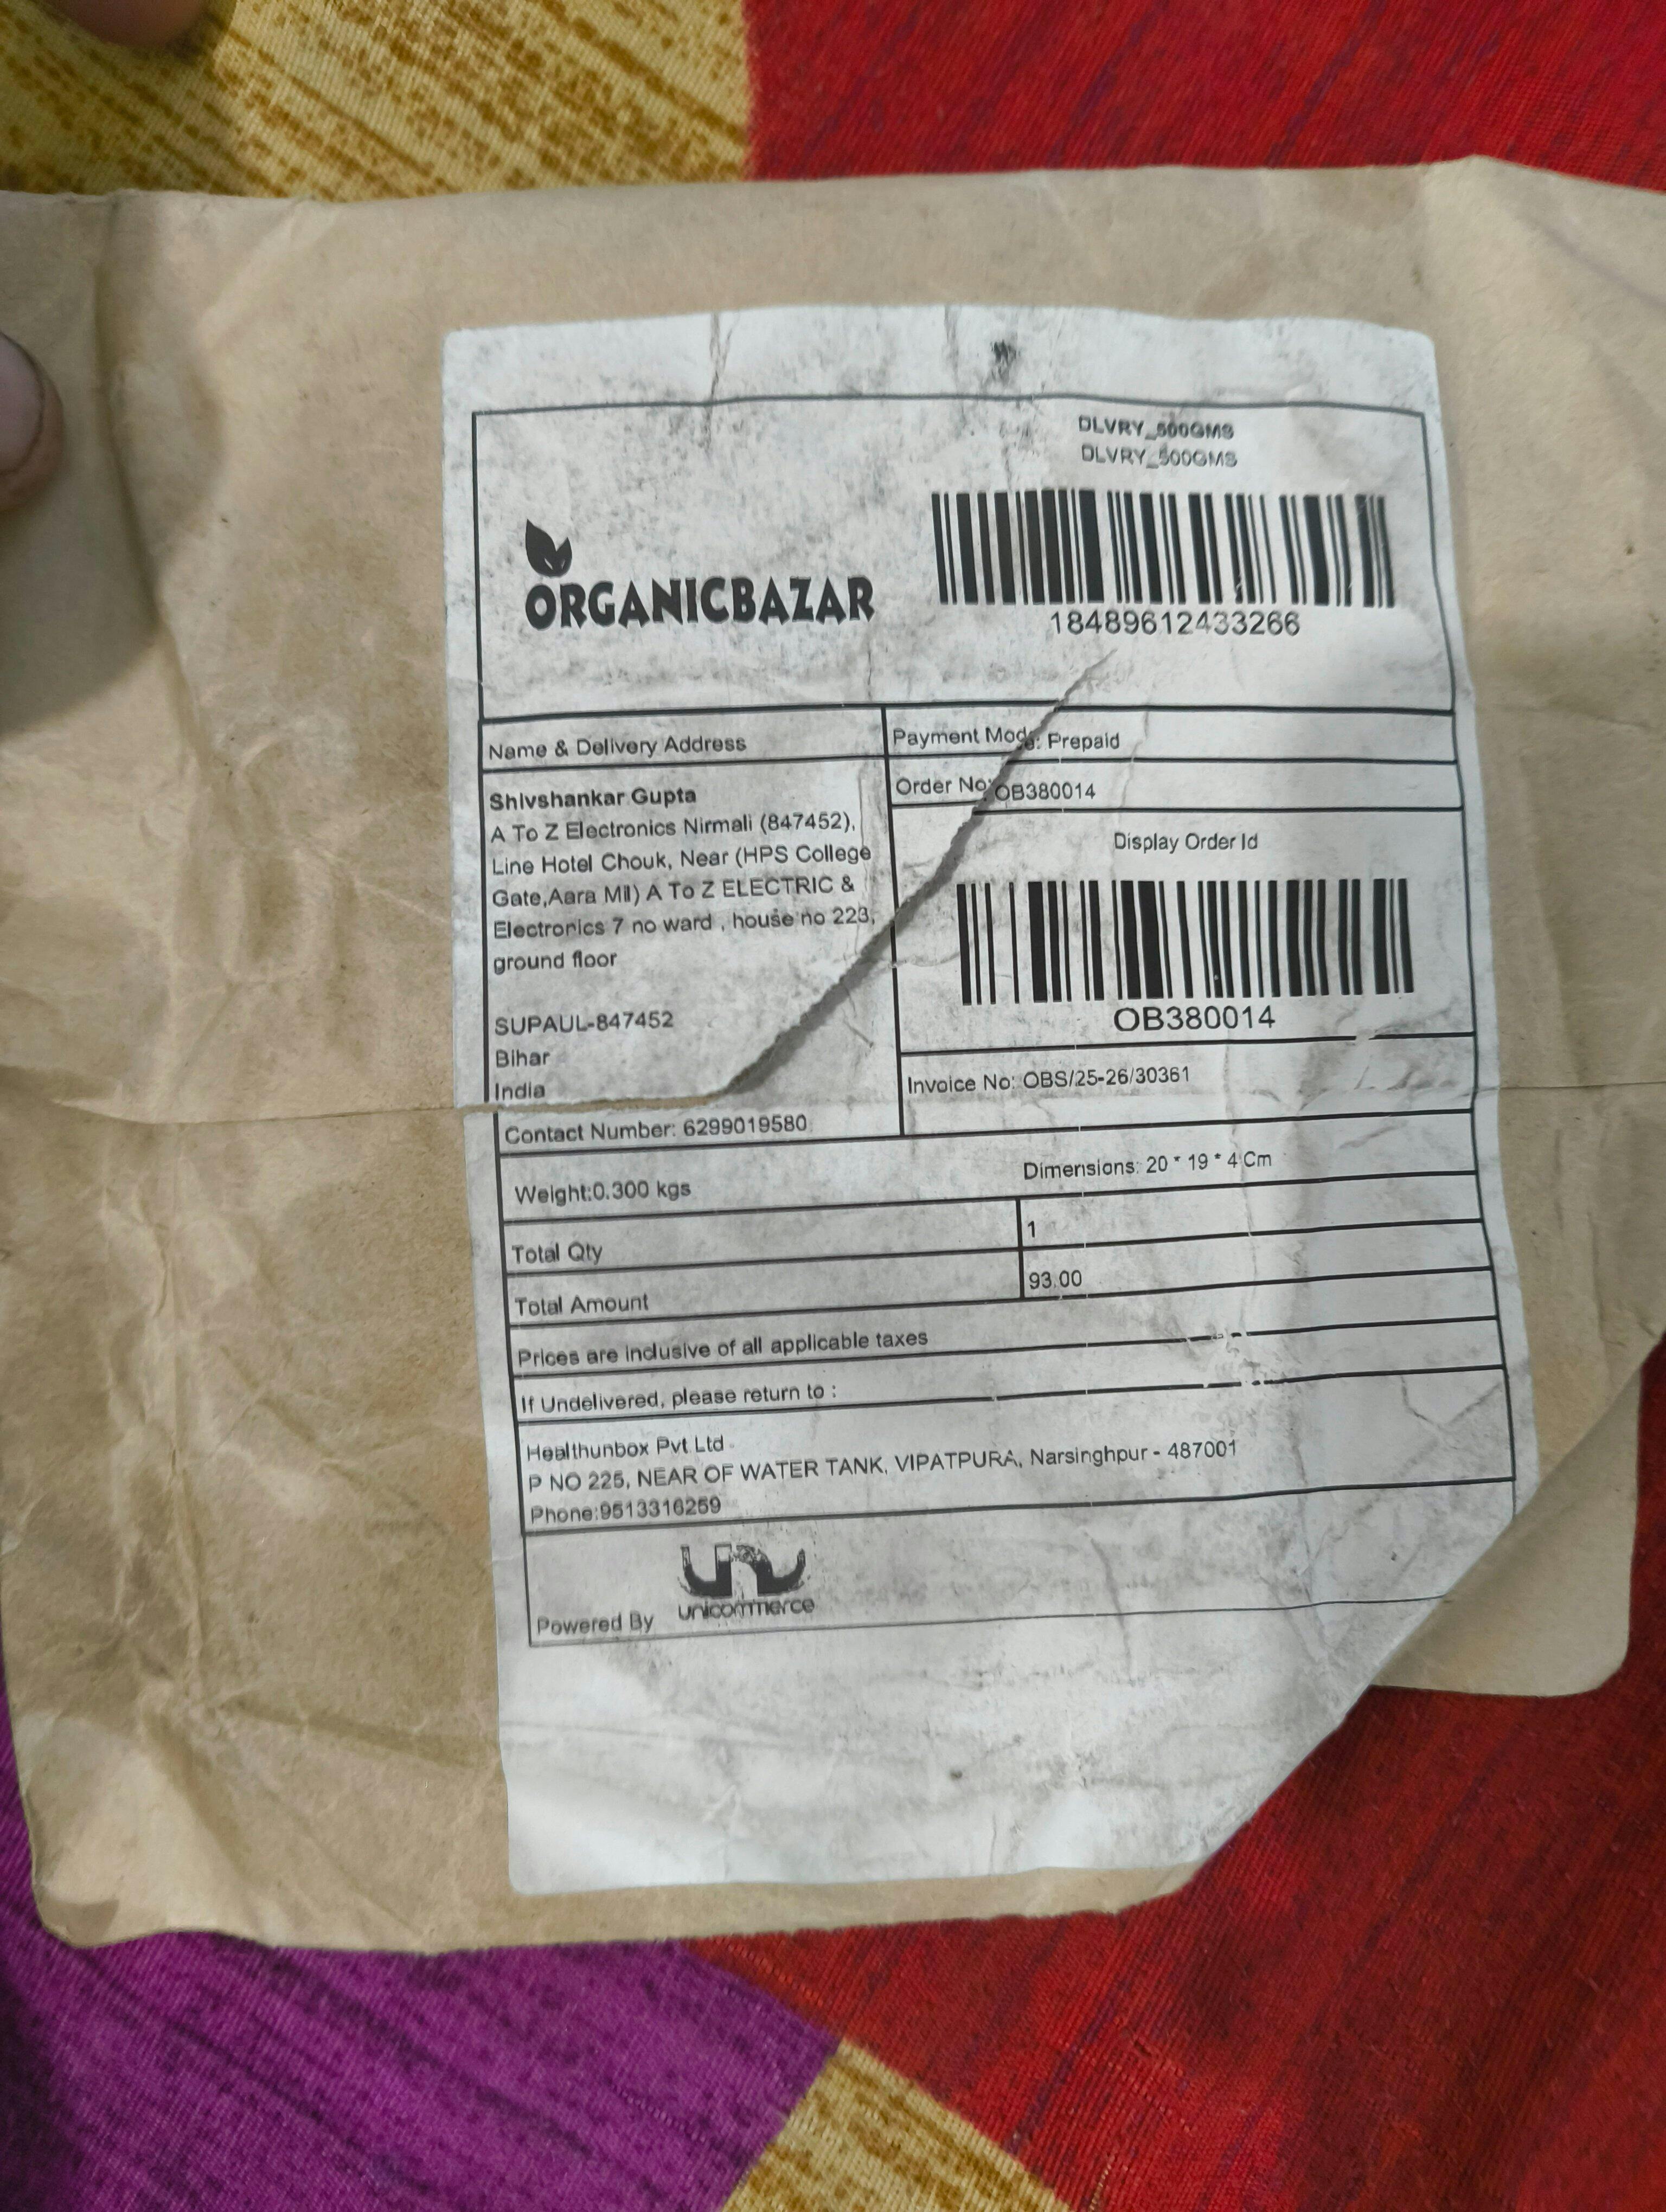 DLVRY_500GMS
DLVRY_500GMS
ORGANICBAZAR
18489612433266
Name & Delivery Address
Payment Mode: Prepaid
Shivshankar Gupta
A To Z Electronics Nirmali (847452),
Line Hotel Chouk, Near (HPS College
Gate,Aara Mil) A To Z ELECTRIC &
Electronics 7 no ward , house no 223,
ground floor
SUPAUL-847452
Bihar
India
Contact Number: 6299019580
Order No: OB380014
Display Order Id
OB380014
Invoice No: OBS/25-26/30361
Weight:0.300 kgs
Dimensions: 20 * 19 * 4 Cm
Total Qty 1
Total Amount 93.00
Prices are inclusive of all applicable taxes
If Undelivered, please return to :
Healthunbox Pvt Ltd
P NO 225, NEAR OF WATER TANK, VIPATPURA, Narsinghpur - 487001
Phone:9513316259
Powered By unicommerce